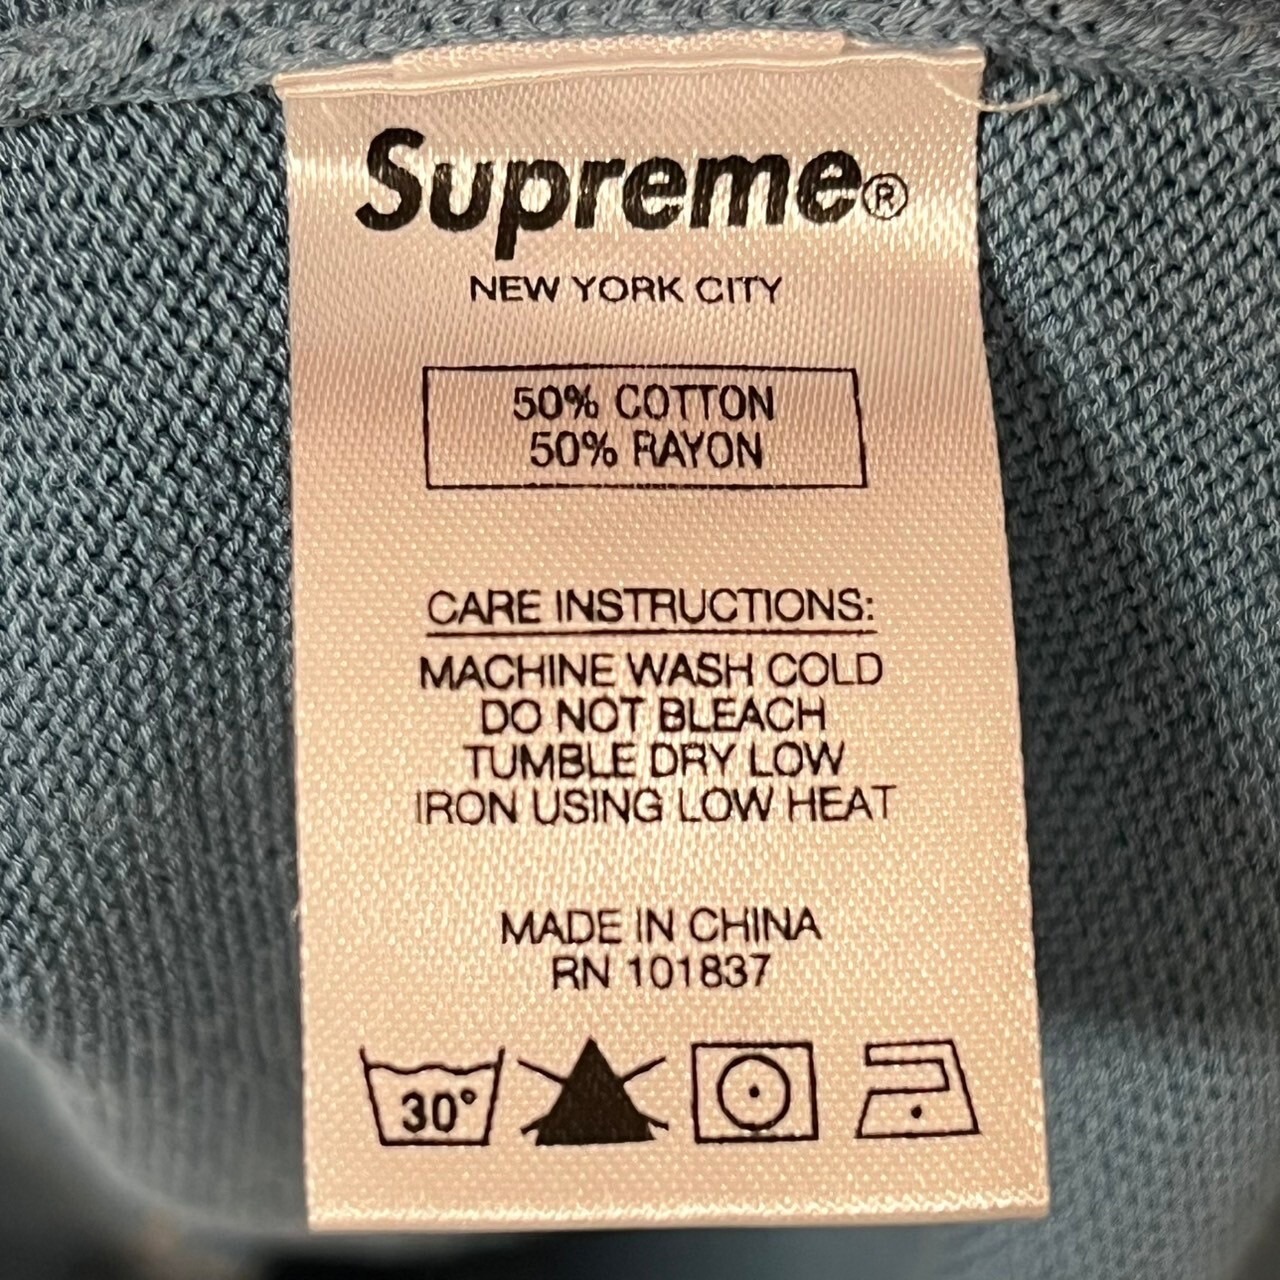 Supreme®
NEW YORK CITY
50% COTTON
50% RAYON
CARE INSTRUCTIONS:
MACHINE WASH COLD
DO NOT BLEACH
TUMBLE DRY LOW
IRON USING LOW HEAT
MADE IN CHINA
RN 101837
30°